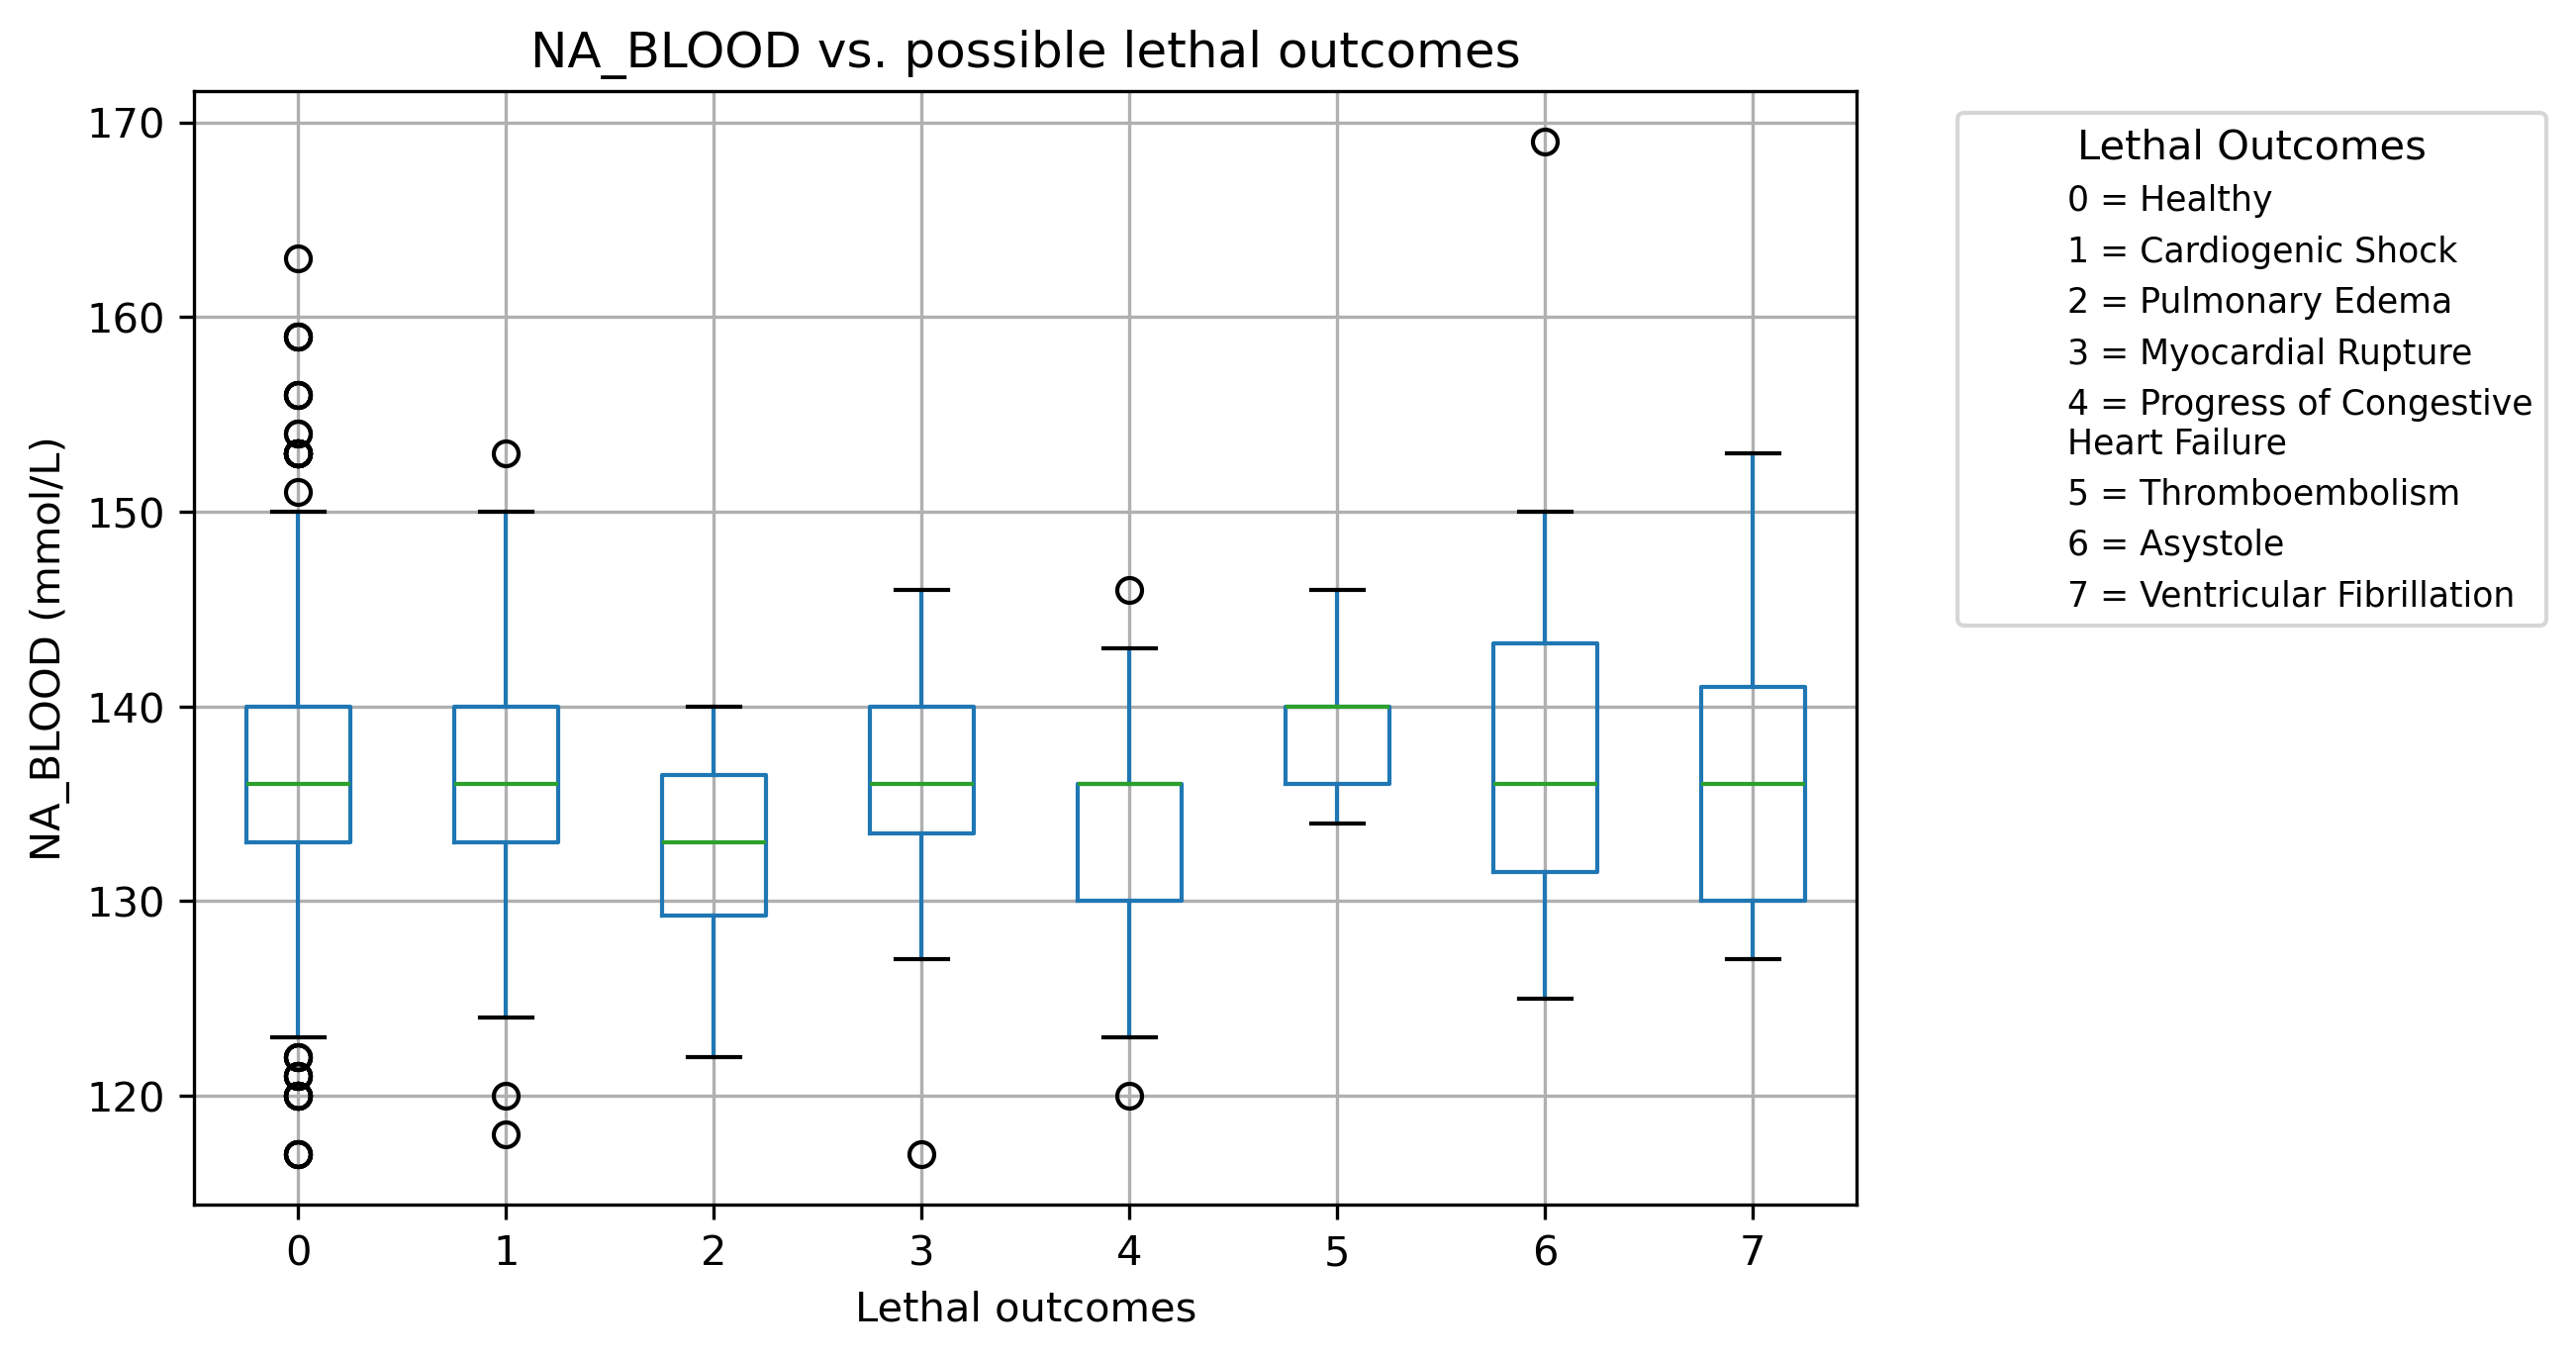 NA_BLOOD vs. possible lethal outcomes
NA_BLOOD (mmol/L)
170
160
150
140
130
120
0 1 2 3 4 5 6 7
Lethal outcomes
Lethal Outcomes
0 = Healthy
1 = Cardiogenic Shock
2 = Pulmonary Edema
3 = Myocardial Rupture
4 = Progress of Congestive
Heart Failure
5 = Thromboembolism
6 = Asystole
7 = Ventricular Fibrillation